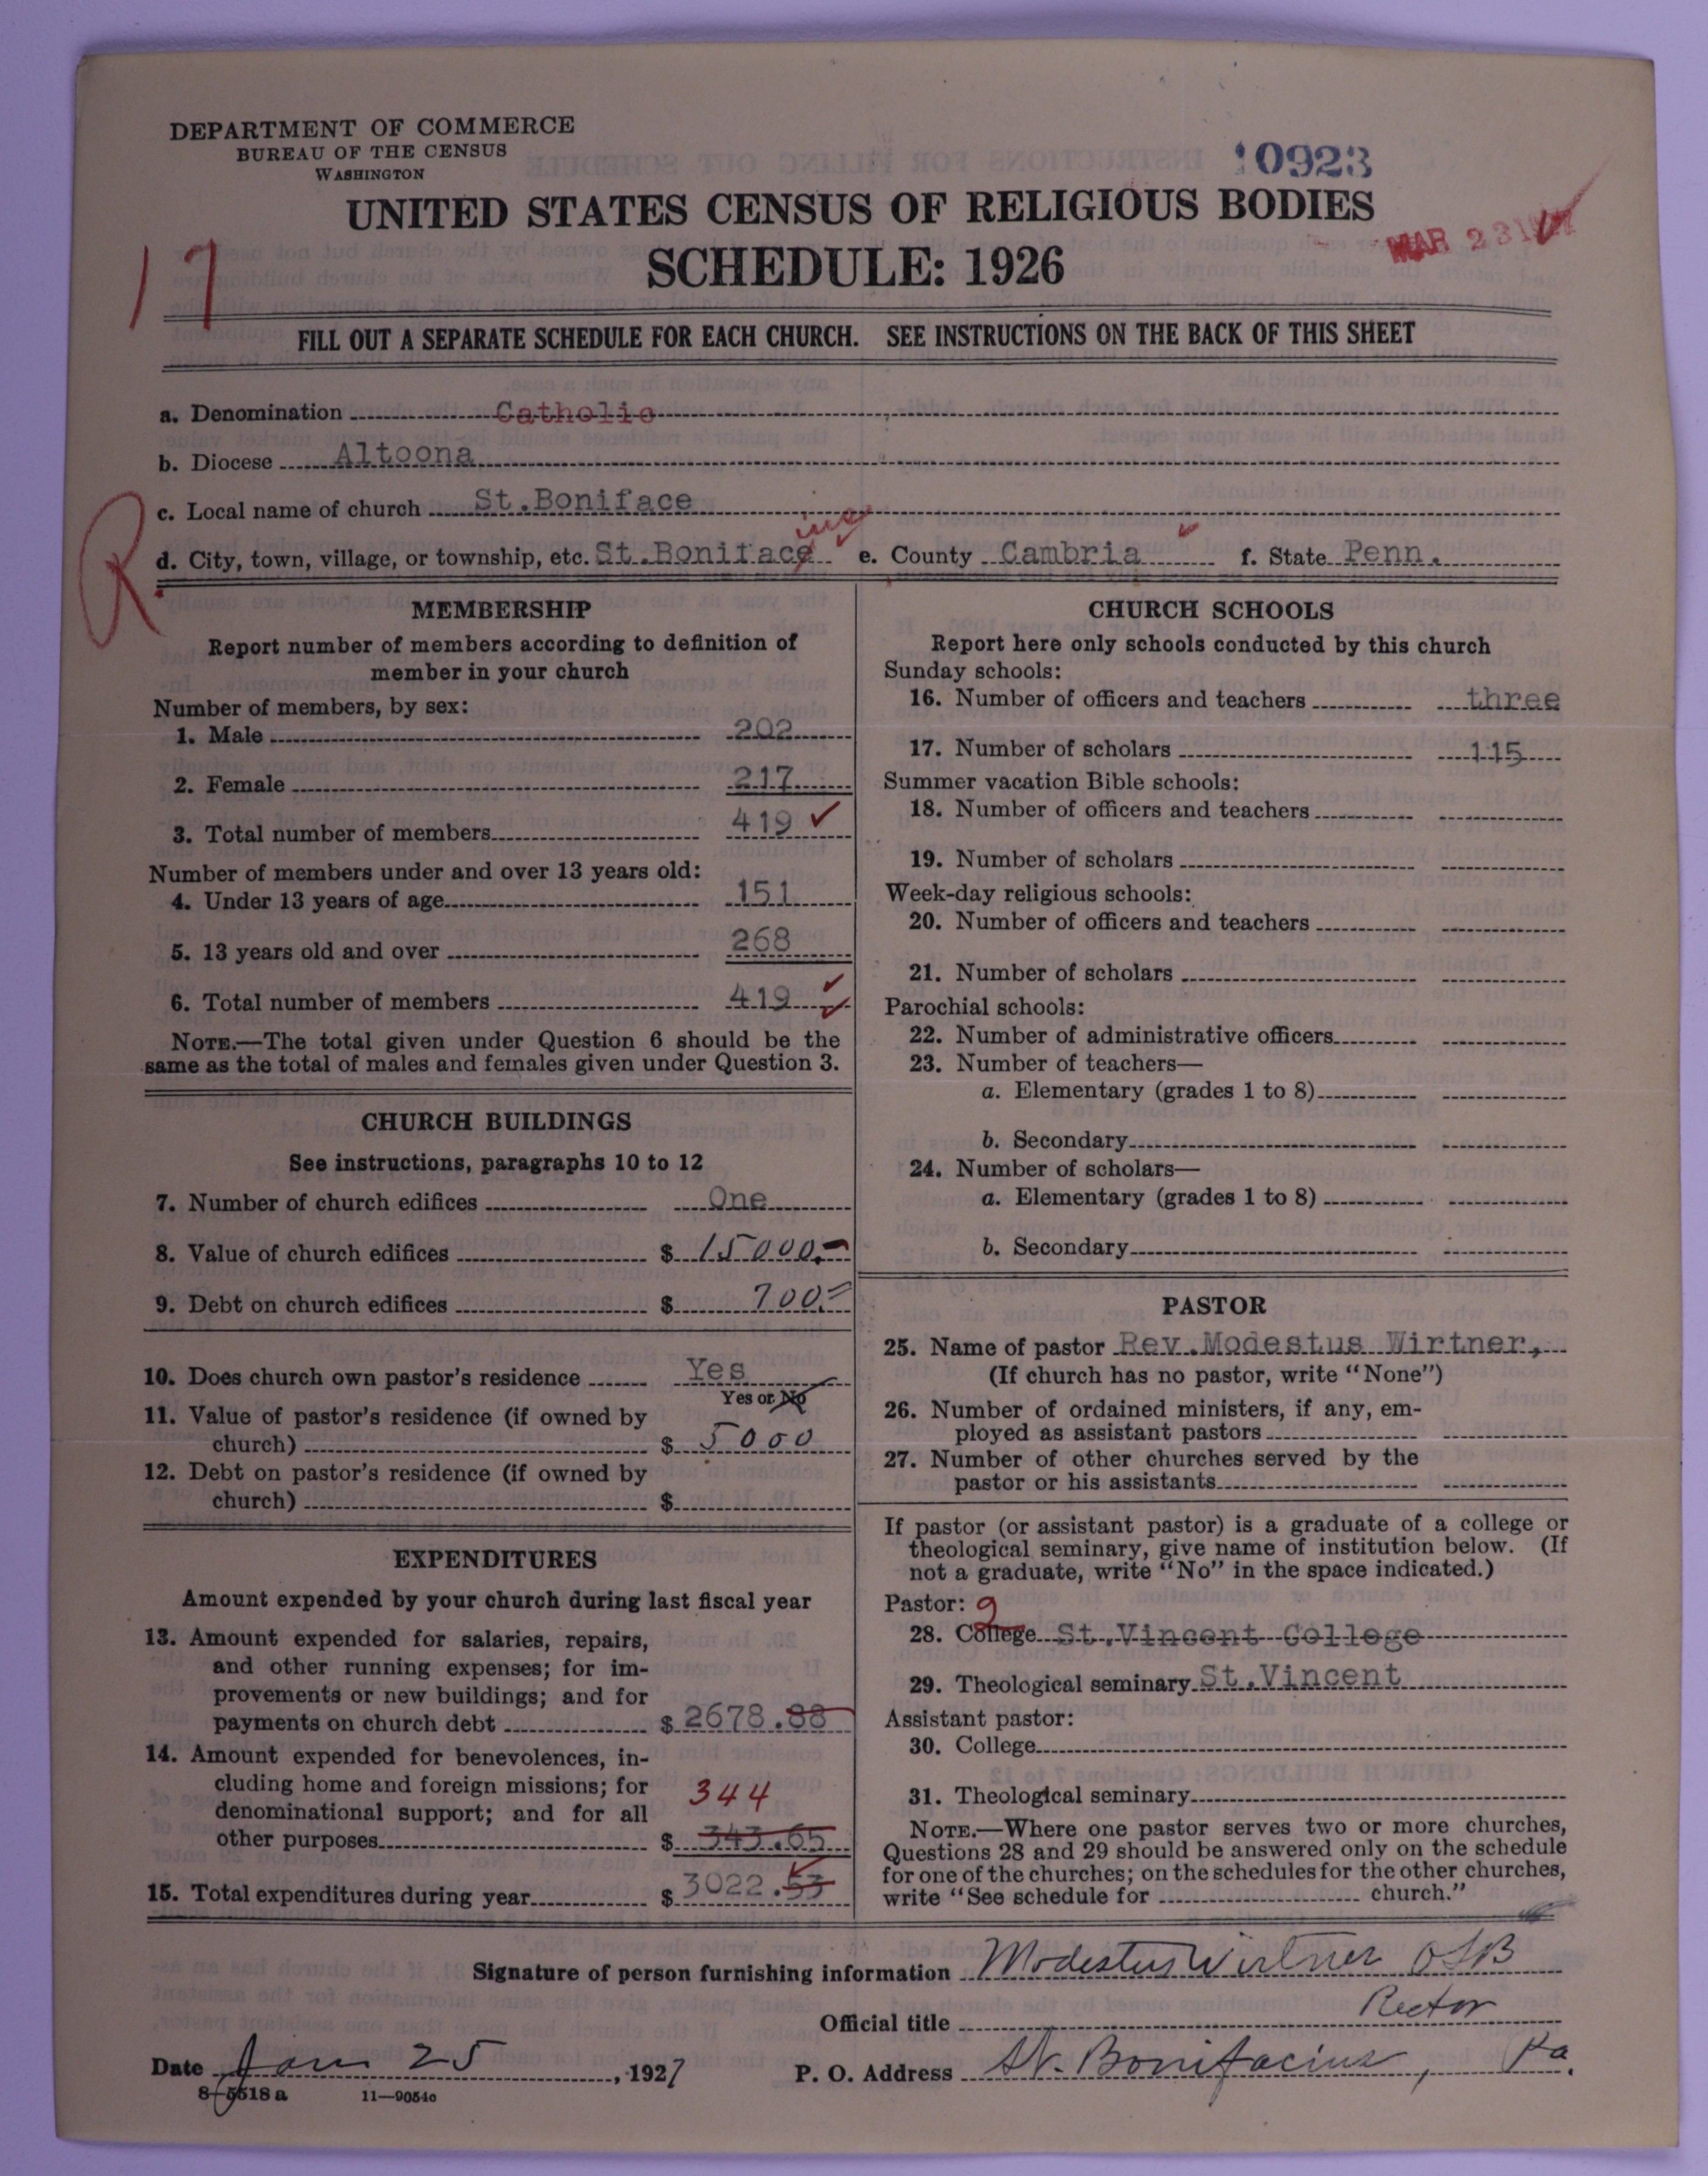 DEPARTMENT OF COMMERCE
BUREAU OF THE CENSUS
WASHINGTON
10923
UNITED STATES CENSUS OF RELIGIOUS BODIES
SCHEDULE: 1926
MAR 23 1927
17
FILL OUT A SEPARATE SCHEDULE FOR EACH CHURCH. SEE INSTRUCTIONS ON THE BACK OF THIS SHEET
a. Denomination Catholic
b. Diocese Altoona
c. Local name of church St.Boniface
R
ius
d. City, town, village, or township, etc. St.Boniface e. County Cambria f. State Penn.
MEMBERSHIP
Report number of members according to definition of
member in your church
Number of members, by sex:
1. Male 202
2. Female 217
3. Total number of members 419 ✓
Number of members under and over 13 years old:
4. Under 13 years of age 151
5. 13 years old and over 268
6. Total number of members 419 ✓
NOTE.—The total given under Question 6 should be the
same as the total of males and females given under Question 3.
CHURCH BUILDINGS
See instructions, paragraphs 10 to 12
7. Number of church edifices One
8. Value of church edifices $ 15000.–
9. Debt on church edifices $ 700.=
10. Does church own pastor's residence Yes
Yes or No
11. Value of pastor's residence (if owned by
church) $ 5000
12. Debt on pastor's residence (if owned by
church) $
EXPENDITURES
Amount expended by your church during last fiscal year
13. Amount expended for salaries, repairs,
and other running expenses; for im-
provements or new buildings; and for
payments on church debt $ 2678.88
14. Amount expended for benevolences, in-
cluding home and foreign missions; for
denominational support; and for all
344
other purposes $ 343.65
15. Total expenditures during year $ 3022.53
CHURCH SCHOOLS
Report here only schools conducted by this church
Sunday schools:
16. Number of officers and teachers three
17. Number of scholars 115
Summer vacation Bible schools:
18. Number of officers and teachers
19. Number of scholars
Week-day religious schools:
20. Number of officers and teachers
21. Number of scholars
Parochial schools:
22. Number of administrative officers
23. Number of teachers—
a. Elementary (grades 1 to 8)
b. Secondary
24. Number of scholars—
a. Elementary (grades 1 to 8)
b. Secondary
PASTOR
25. Name of pastor Rev.Modestus Wirtner,
(If church has no pastor, write "None")
26. Number of ordained ministers, if any, em-
ployed as assistant pastors
27. Number of other churches served by the
pastor or his assistants
If pastor (or assistant pastor) is a graduate of a college or
theological seminary, give name of institution below. (If
not a graduate, write "No" in the space indicated.)
Pastor:
28. College St.Vincent College
29. Theological seminary St.Vincent
Assistant pastor:
30. College
31. Theological seminary
NOTE.—Where one pastor serves two or more churches,
Questions 28 and 29 should be answered only on the schedule
for one of the churches; on the schedules for the other churches,
write "See schedule for church."
Signature of person furnishing information Modestus Wirtner OSB
Official title Rector
Date Jan 25, 1927 P. O. Address St. Bonifacius, Pa.
8-5518 a 11-9054c